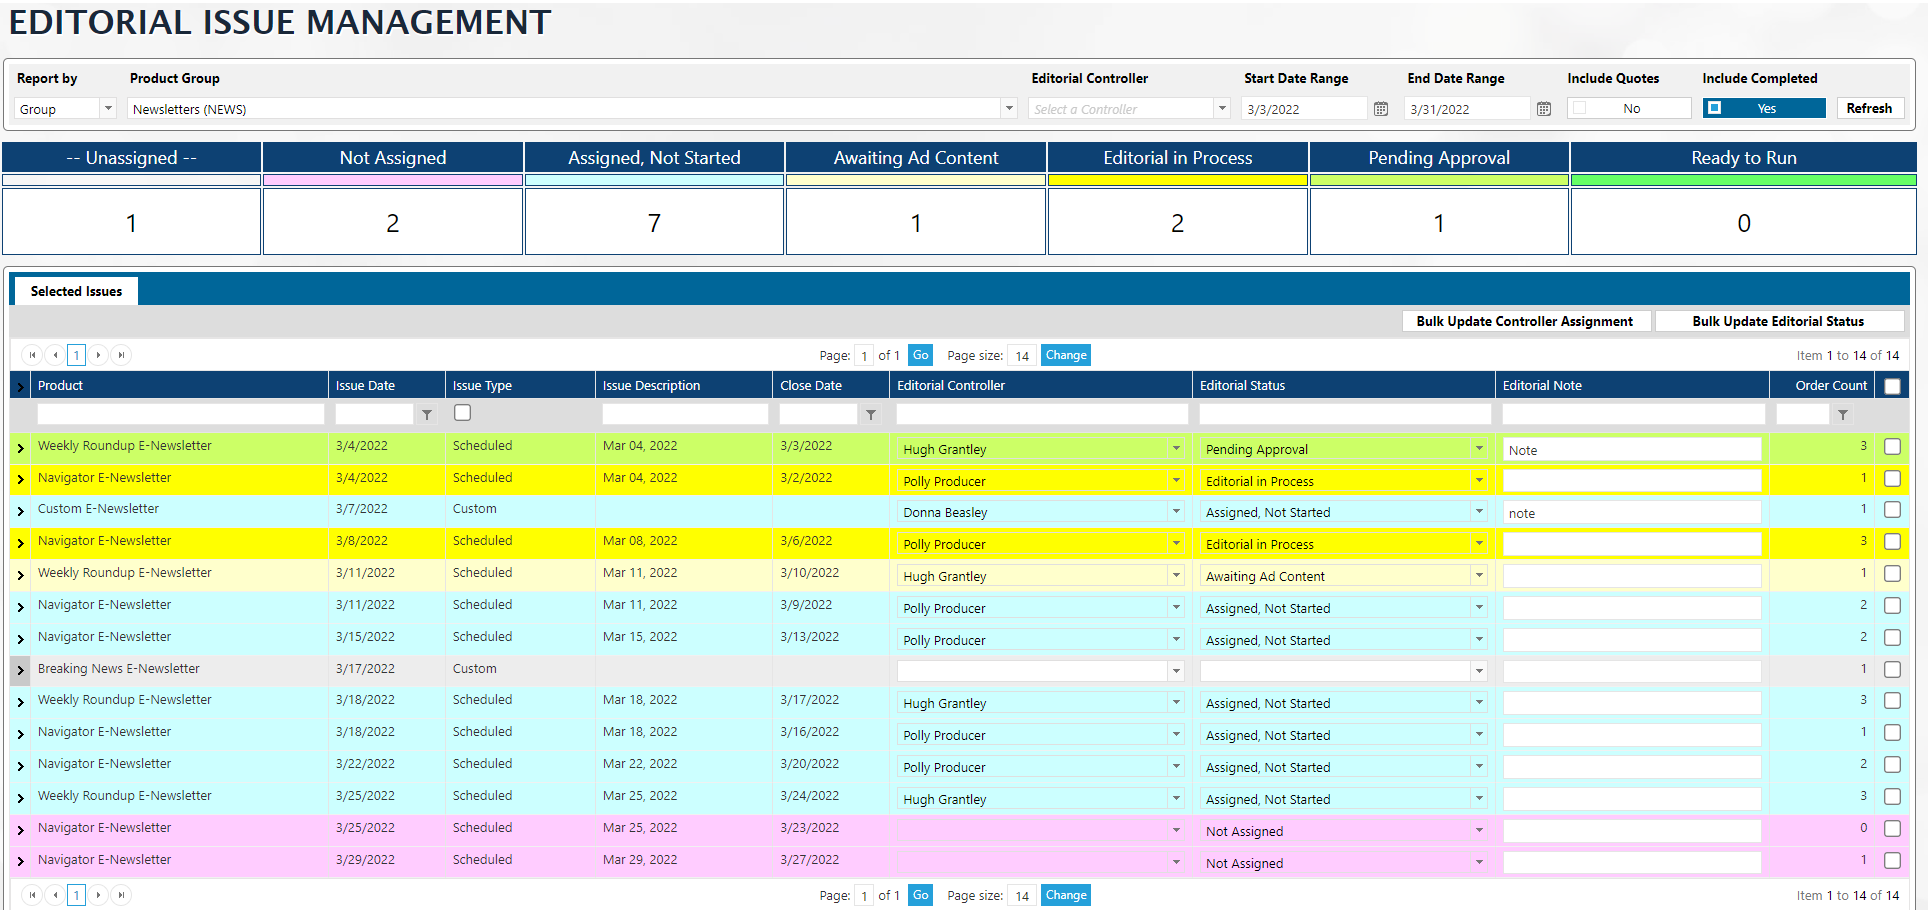 EDITORIAL ISSUE MANAGEMENT
Report by Product Group Editorial Controller Start Date Range End Date Range Include Quotes Include Completed
Group Newsletters (NEWS) Select a Controller 3/3/2022 3/31/2022 No Yes Refresh
-- Unassigned -- Not Assigned Assigned, Not Started Awaiting Ad Content Editorial in Process Pending Approval Ready to Run
1 2 7 1 2 1 0
Selected Issues
Bulk Update Controller Assignment Bulk Update Editorial Status
1 Page: 1 of 1 Go Page size: 14 Change Item 1 to 14 of 14
Product Issue Date Issue Type Issue Description Close Date Editorial Controller Editorial Status Editorial Note Order Count
Weekly Roundup E-Newsletter 3/4/2022 Scheduled Mar 04, 2022 3/3/2022 Hugh Grantley Pending Approval Note 3
Navigator E-Newsletter 3/4/2022 Scheduled Mar 04, 2022 3/2/2022 Polly Producer Editorial in Process 1
Custom E-Newsletter 3/7/2022 Custom Donna Beasley Assigned, Not Started note 1
Navigator E-Newsletter 3/8/2022 Scheduled Mar 08, 2022 3/6/2022 Polly Producer Editorial in Process 3
Weekly Roundup E-Newsletter 3/11/2022 Scheduled Mar 11, 2022 3/10/2022 Hugh Grantley Awaiting Ad Content 1
Navigator E-Newsletter 3/11/2022 Scheduled Mar 11, 2022 3/9/2022 Polly Producer Assigned, Not Started 2
Navigator E-Newsletter 3/15/2022 Scheduled Mar 15, 2022 3/13/2022 Polly Producer Assigned, Not Started 2
Breaking News E-Newsletter 3/17/2022 Custom 1
Weekly Roundup E-Newsletter 3/18/2022 Scheduled Mar 18, 2022 3/17/2022 Hugh Grantley Assigned, Not Started 3
Navigator E-Newsletter 3/18/2022 Scheduled Mar 18, 2022 3/16/2022 Polly Producer Assigned, Not Started 1
Navigator E-Newsletter 3/22/2022 Scheduled Mar 22, 2022 3/20/2022 Polly Producer Assigned, Not Started 2
Weekly Roundup E-Newsletter 3/25/2022 Scheduled Mar 25, 2022 3/24/2022 Hugh Grantley Assigned, Not Started 3
Navigator E-Newsletter 3/25/2022 Scheduled Mar 25, 2022 3/23/2022 Not Assigned 0
Navigator E-Newsletter 3/29/2022 Scheduled Mar 29, 2022 3/27/2022 Not Assigned 1
1 Page: 1 of 1 Go Page size: 14 Change Item 1 to 14 of 14